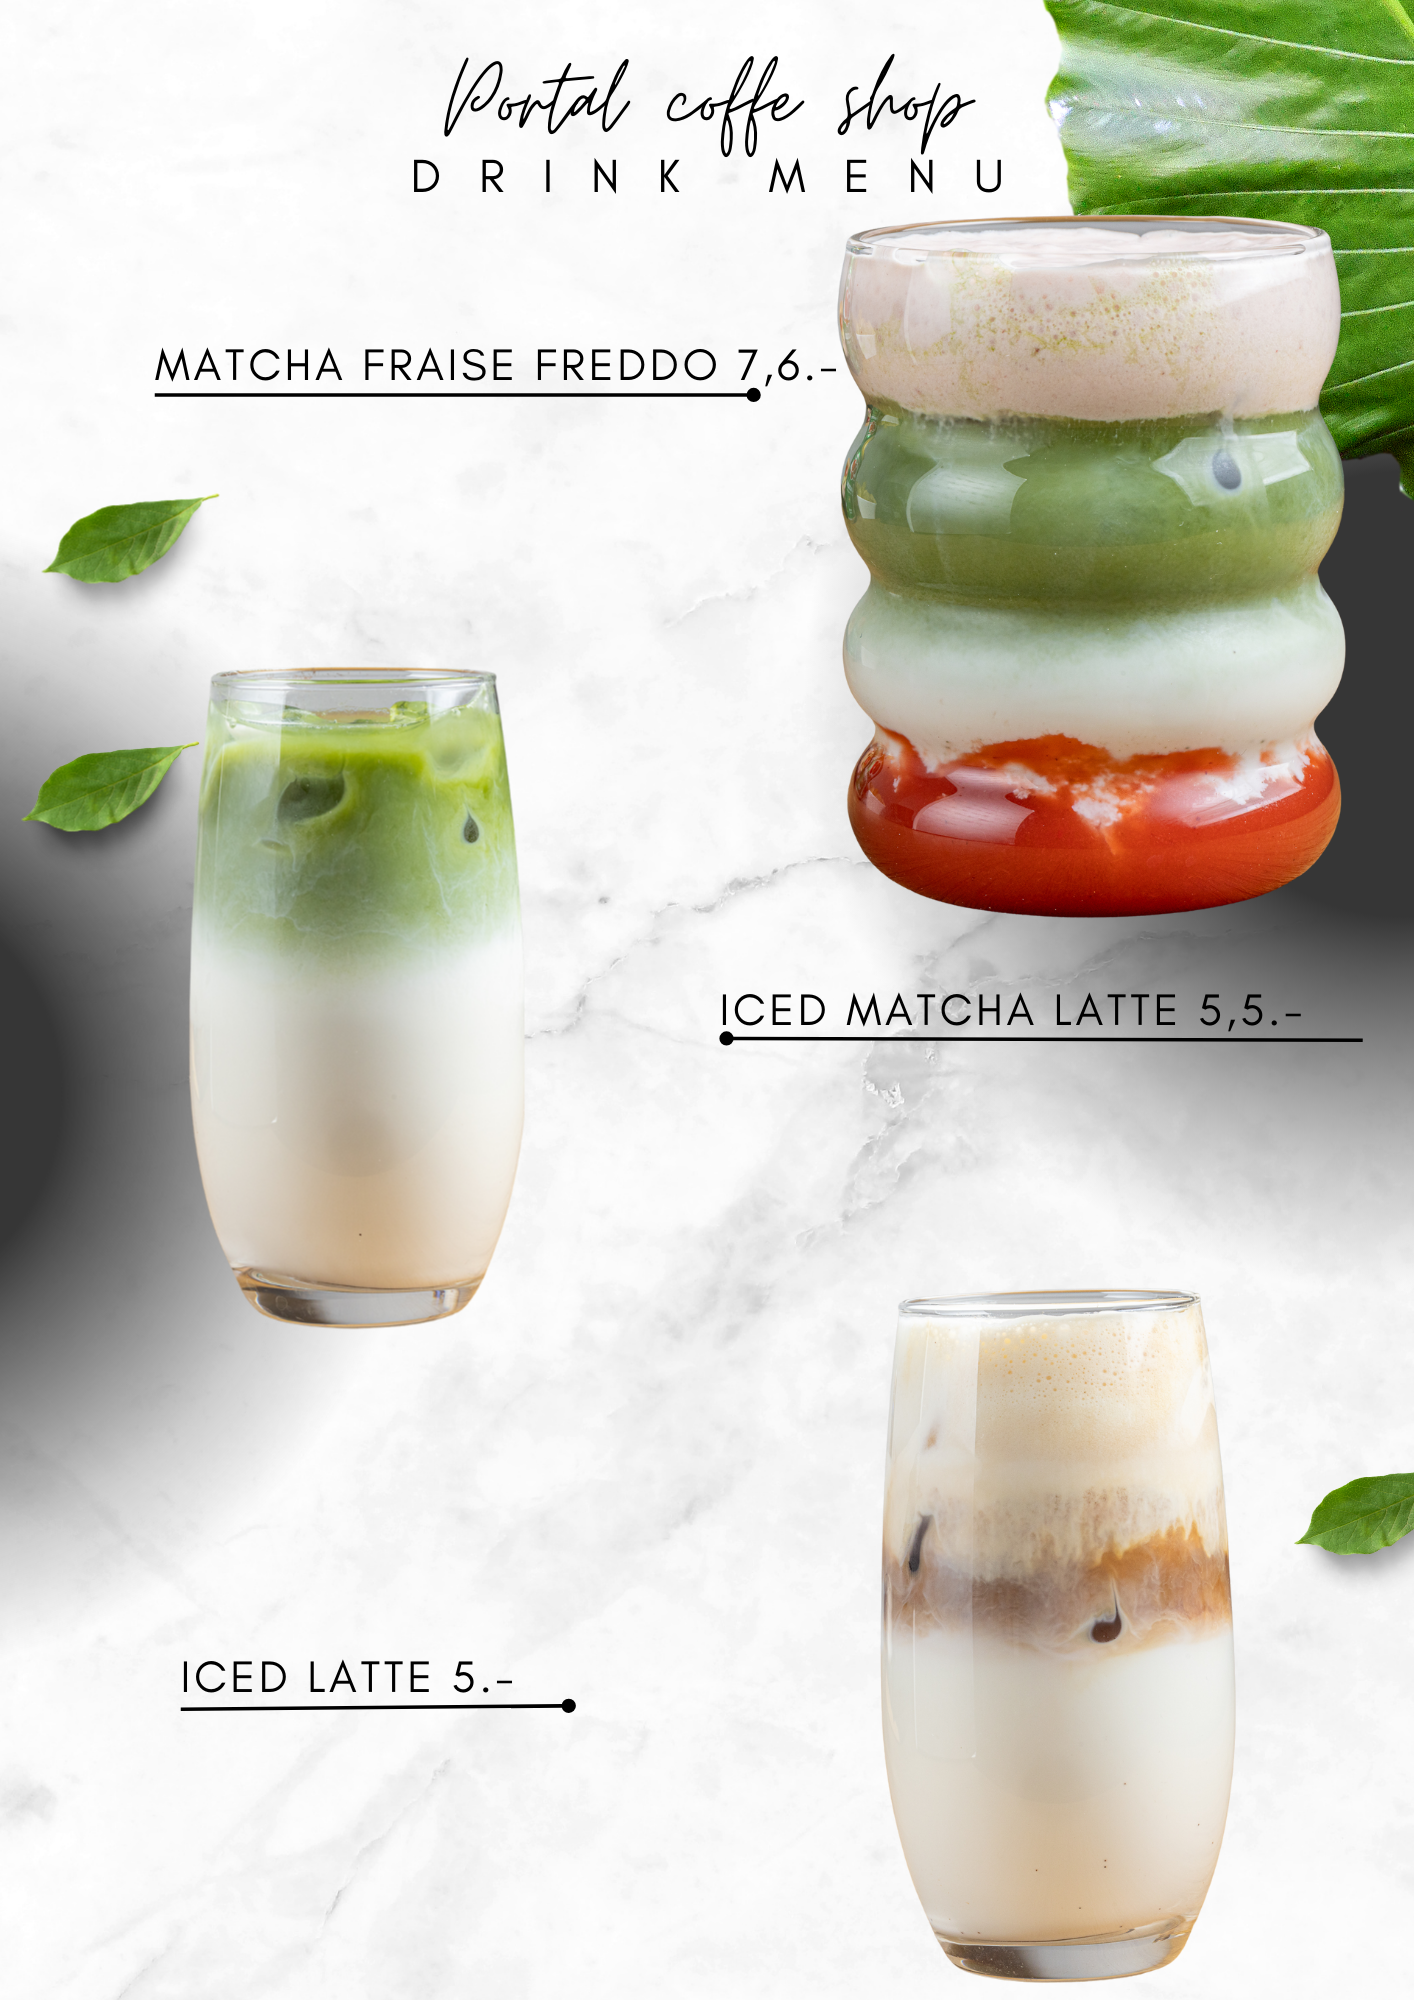 Portal coffe shop
DRINK MENU
MATCHA FRAISE FREDDO 7,6.-
ICED MATCHA LATTE 5,5.-
ICED LATTE 5.-